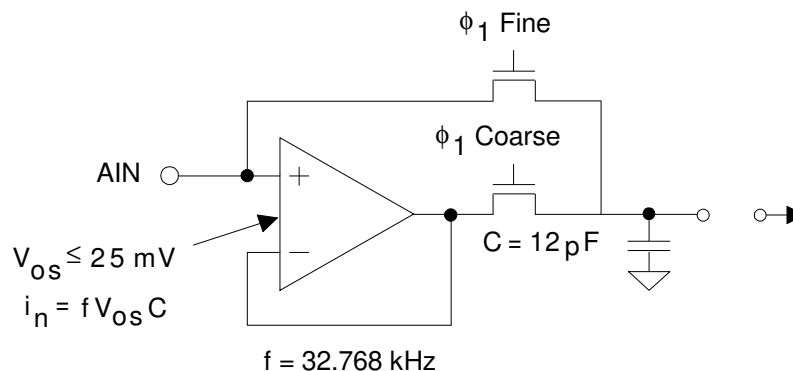 ϕ1 Fine
ϕ1 Coarse
AIN
+
−
Vos ≤ 25 mV
in = f Vos C
C = 12 pF
f = 32.768 kHz